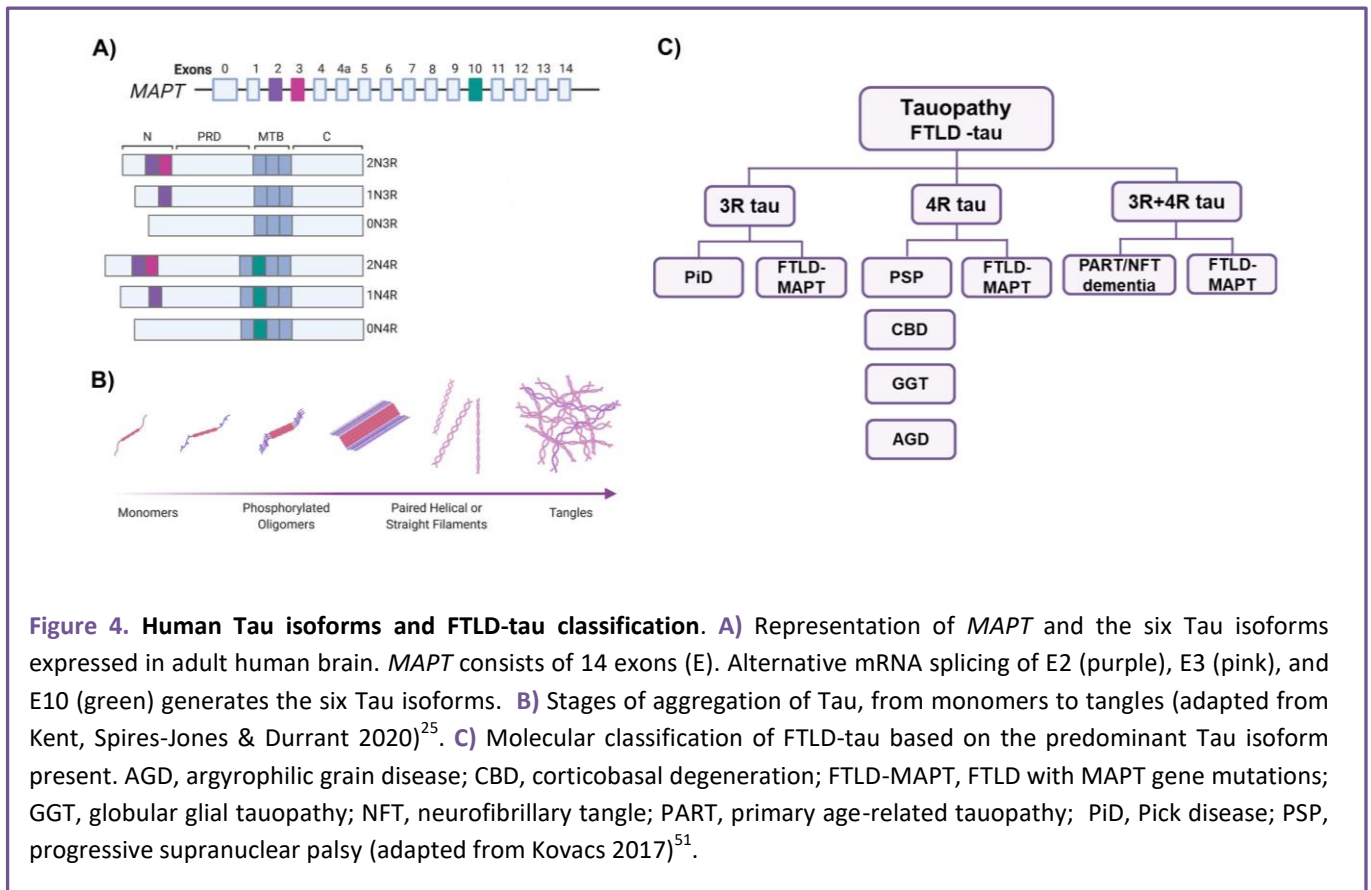 A)
Exons 0 1 2 3 4 4a 5 6 7 8 9 10 11 12 13 14
MAPT
N PRD MTB C
2N3R
1N3R
0N3R
2N4R
1N4R
0N4R
B)
Monomers
Phosphorylated
Oligomers
Paired Helical or
Straight Filaments
Tangles
C)
Tauopathy
FTLD -tau
3R tau 4R tau 3R+4R tau
PiD
FTLD-
MAPT
PSP
FTLD-
MAPT
PART/NFT
dementia
FTLD-
MAPT
CBD
GGT
AGD
Figure 4. Human Tau isoforms and FTLD-tau classification. A) Representation of MAPT and the six Tau isoforms
expressed in adult human brain. MAPT consists of 14 exons (E). Alternative mRNA splicing of E2 (purple), E3 (pink), and
E10 (green) generates the six Tau isoforms. B) Stages of aggregation of Tau, from monomers to tangles (adapted from
Kent, Spires-Jones & Durrant 2020)25. C) Molecular classification of FTLD-tau based on the predominant Tau isoform
present. AGD, argyrophilic grain disease; CBD, corticobasal degeneration; FTLD-MAPT, FTLD with MAPT gene mutations;
GGT, globular glial tauopathy; NFT, neurofibrillary tangle; PART, primary age-related tauopathy; PiD, Pick disease; PSP,
progressive supranuclear palsy (adapted from Kovacs 2017)51.